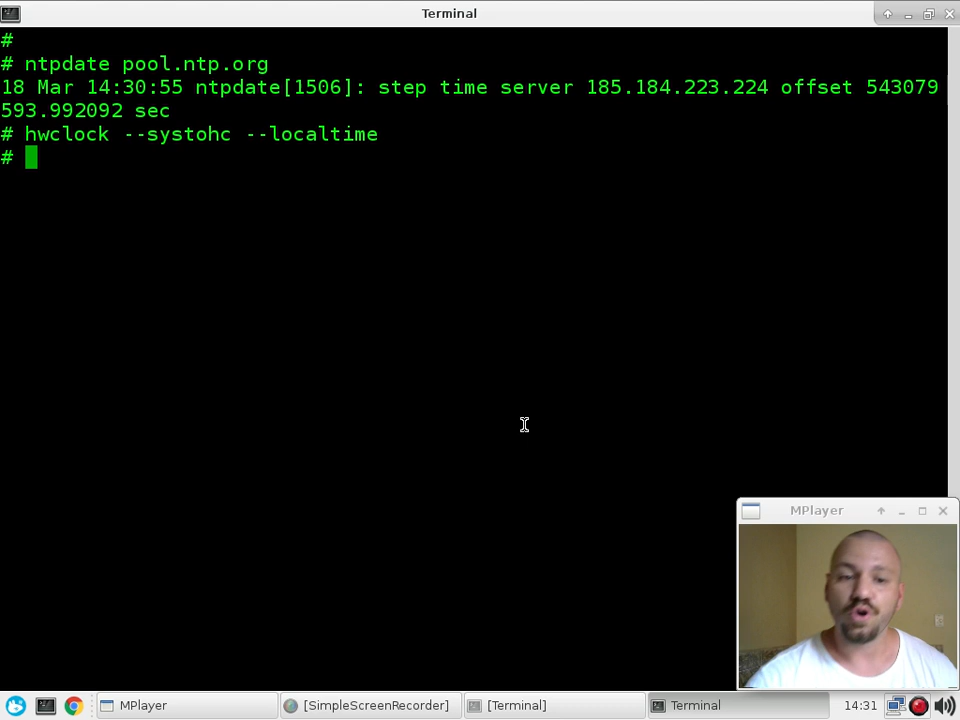 Terminal
#
# ntpdate pool.ntp.org
18 Mar 14:30:55 ntpdate[1506]: step time server 185.184.223.224 offset 543079
593.992092 sec
# hwclock --systohc --localtime
#
MPlayer
MPlayer
[SimpleScreenRecorder]
[Terminal]
Terminal
14:31